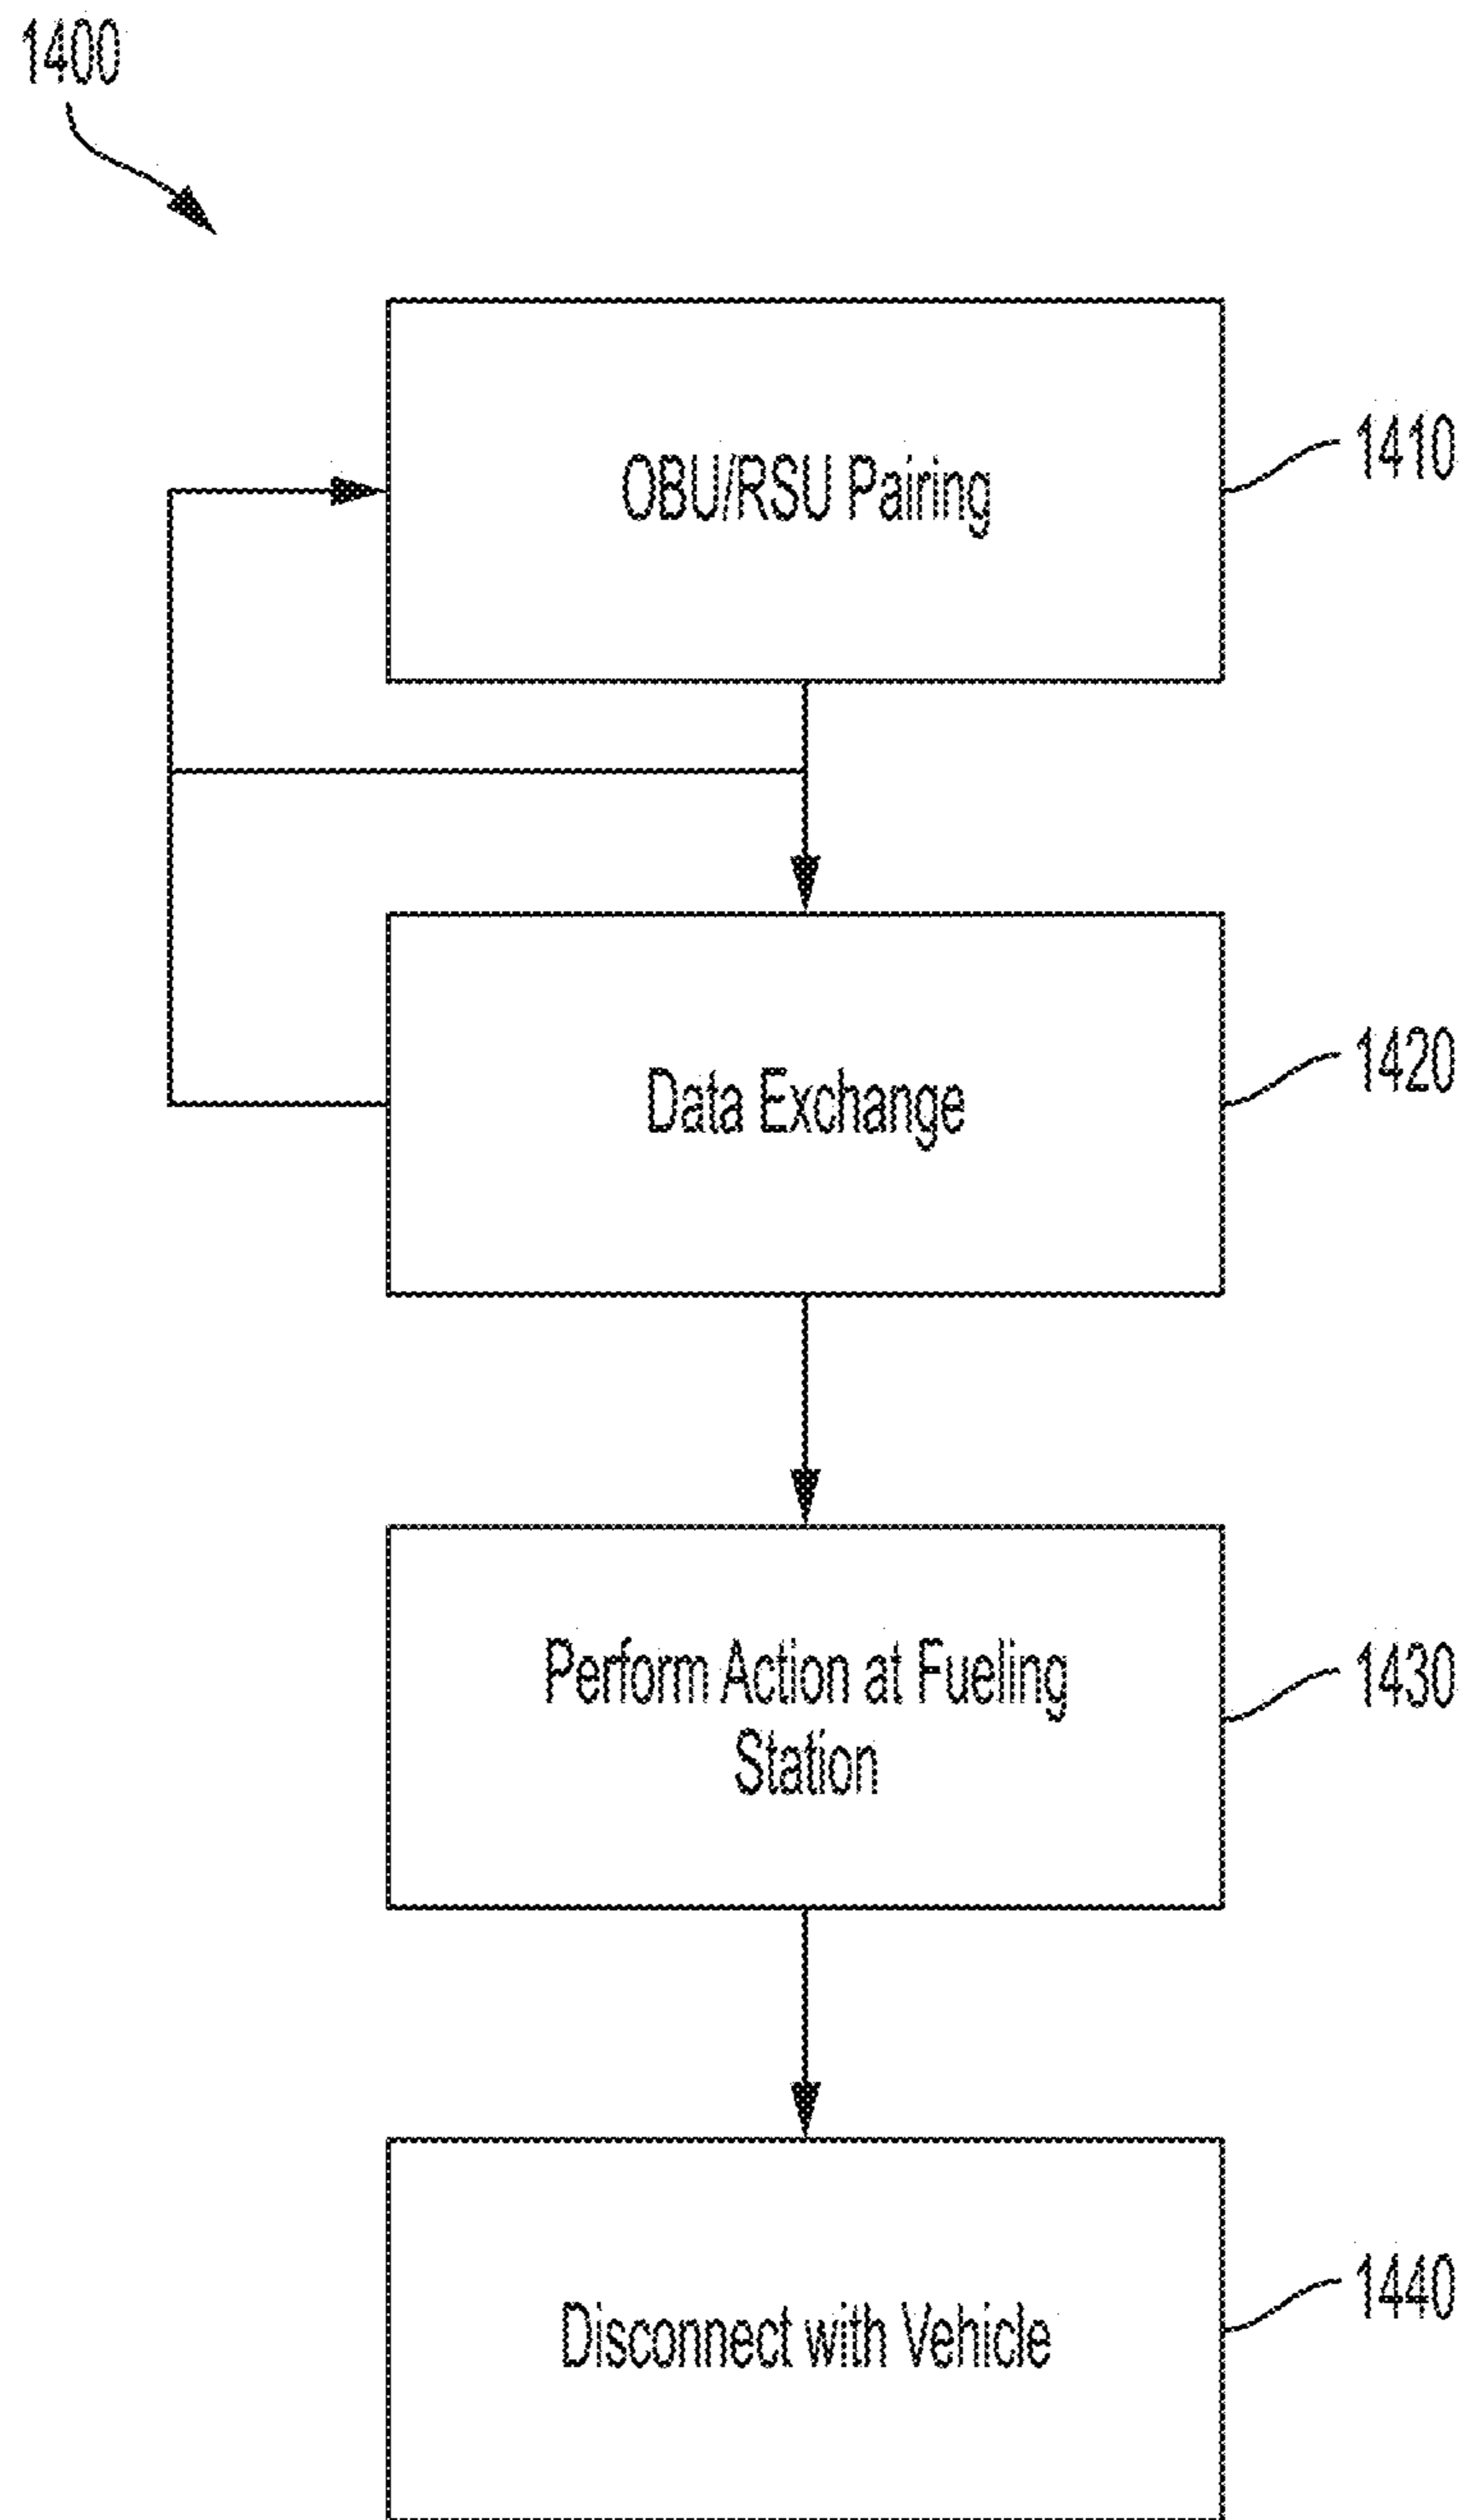 1400
OBU/RSU Pairing
1410
Data Exchange
1420
Perform Action at Fueling
Station
1430
Disconnect with Vehicle
1440